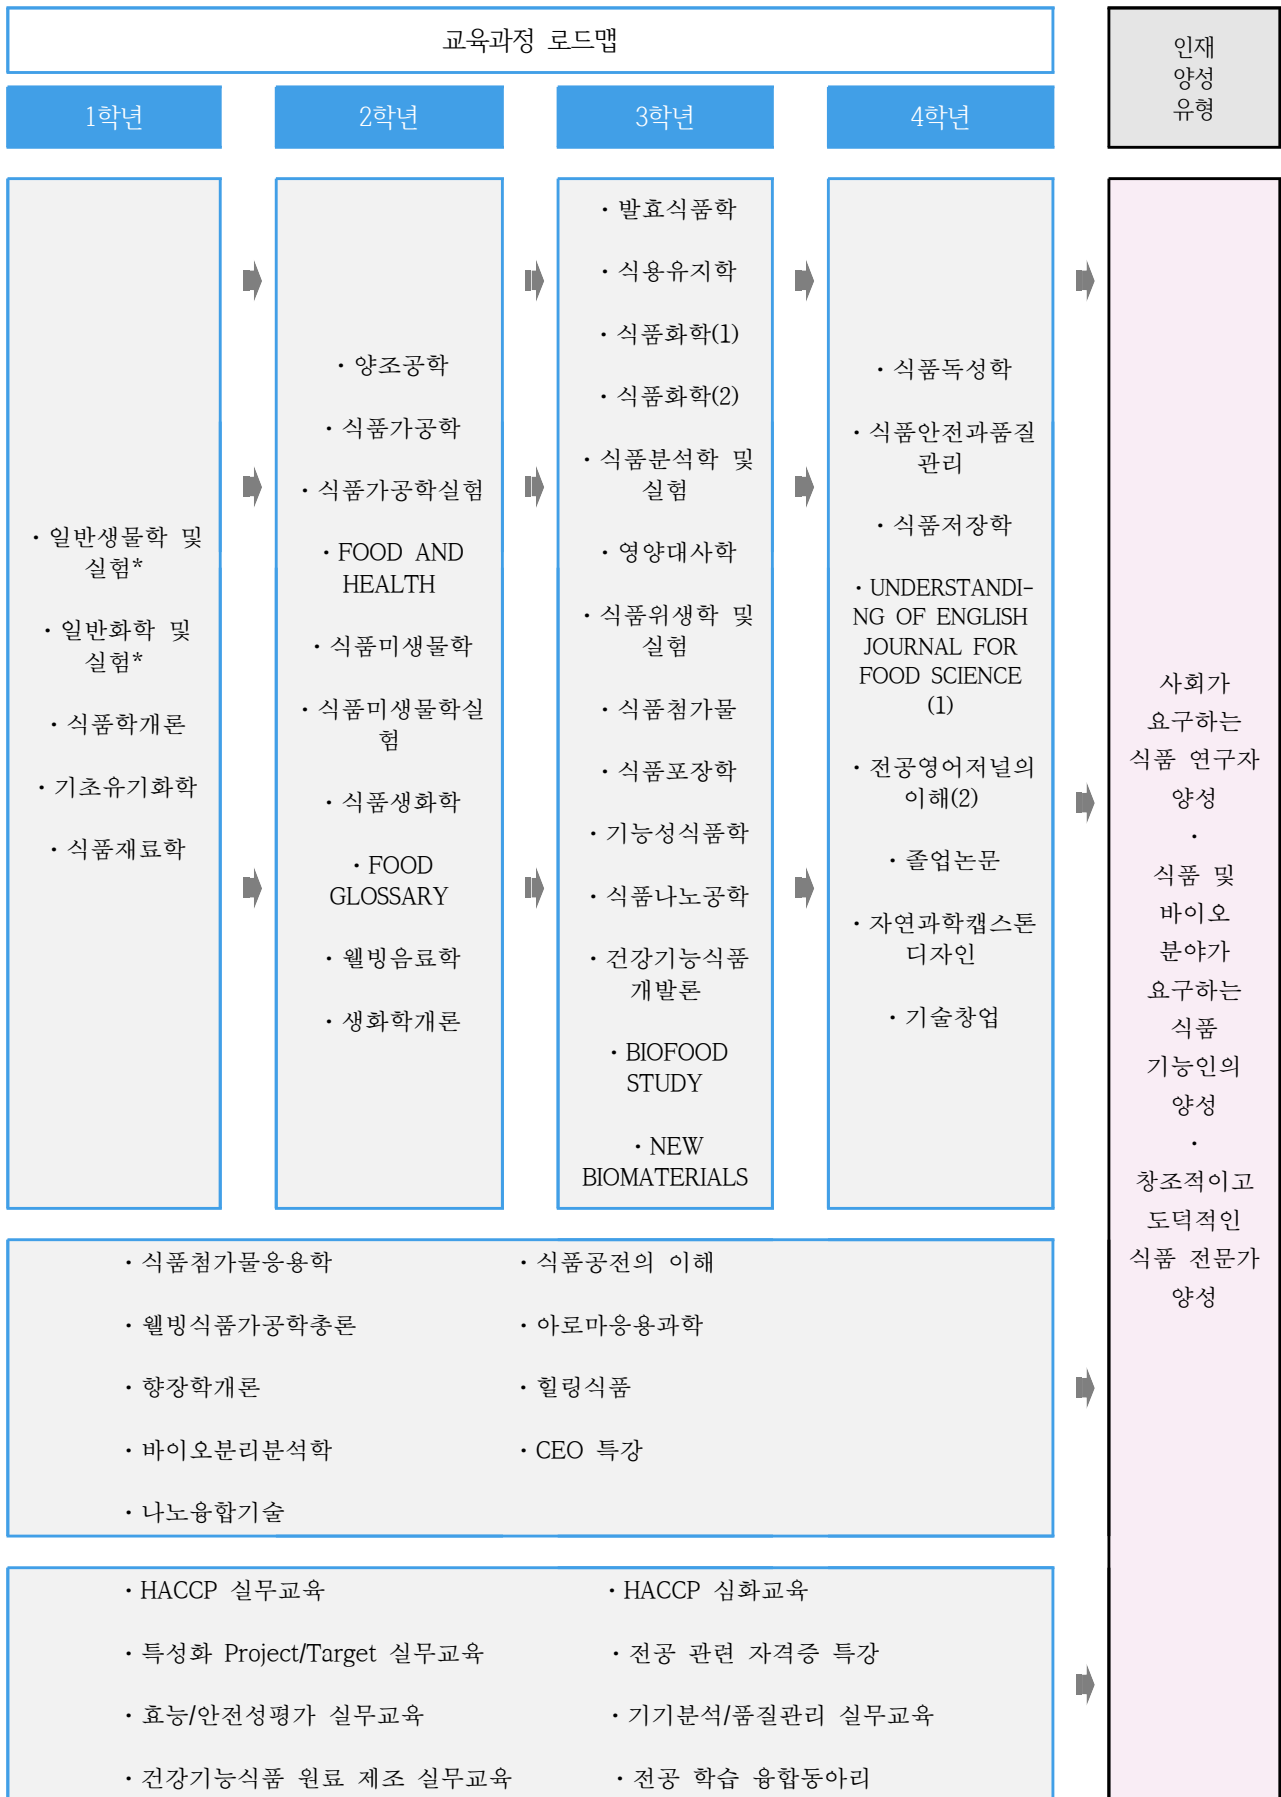 교육과정 로드맵
인재
양성
유형
1학년
2학년
3학년
4학년
· 일반생물학 및
실험*
· 일반화학 및
실험*
· 식품학개론
· 기초유기화학
· 식품재료학
· 양조공학
· 식품가공학
· 식품가공학실험
· FOOD AND
HEALTH
· 식품미생물학
· 식품미생물학실
험
· 식품생화학
· FOOD
GLOSSARY
· 웰빙음료학
· 생화학개론
· 발효식품학
· 식용유지학
· 식품화학(1)
· 식품화학(2)
· 식품분석학 및
실험
· 영양대사학
· 식품위생학 및
실험
· 식품첨가물
· 식품포장학
· 기능성식품학
· 식품나노공학
· 건강기능식품
개발론
· BIOFOOD
STUDY
· NEW
BIOMATERIALS
· 식품독성학
· 식품안전과품질
관리
· 식품저장학
· UNDERSTANDI-
NG OF ENGLISH
JOURNAL FOR
FOOD SCIENCE
(1)
· 전공영어저널의
이해(2)
· 졸업논문
· 자연과학캡스톤
디자인
· 기술창업
사회가
요구하는
식품 연구자
양성
·
식품 및
바이오
분야가
요구하는
식품
기능인의
양성
·
창조적이고
도덕적인
식품 전문가
양성
· 식품첨가물응용학
· 식품공전의 이해
· 웰빙식품가공학총론
· 아로마응용과학
· 향장학개론
· 힐링식품
· 바이오분리분석학
· CEO 특강
· 나노융합기술
· HACCP 실무교육
· HACCP 심화교육
· 특성화 Project/Target 실무교육
· 전공 관련 자격증 특강
· 효능/안전성평가 실무교육
· 기기분석/품질관리 실무교육
· 건강기능식품 원료 제조 실무교육
· 전공 학습 융합동아리